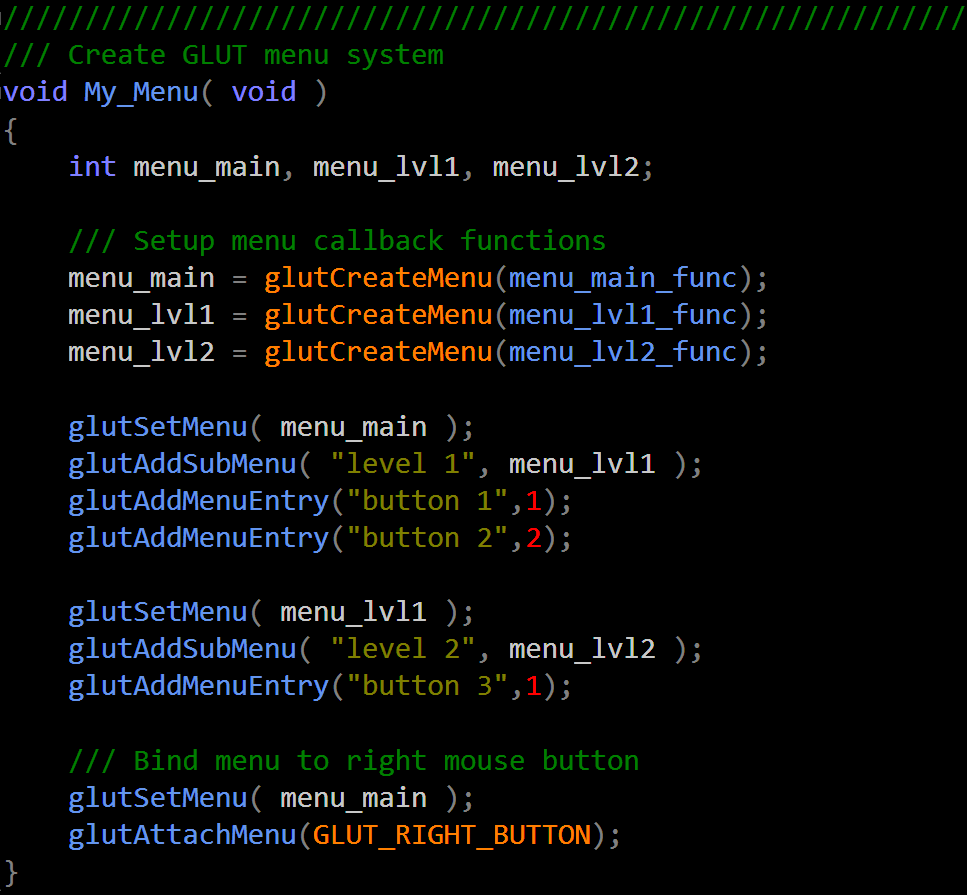 ////////////////////////////////////////////////////////////
/// Create GLUT menu system
void My_Menu( void )
{
    int menu_main, menu_lvl1, menu_lvl2;

    /// Setup menu callback functions
    menu_main = glutCreateMenu(menu_main_func);
    menu_lvl1 = glutCreateMenu(menu_lvl1_func);
    menu_lvl2 = glutCreateMenu(menu_lvl2_func);

    glutSetMenu( menu_main );
    glutAddSubMenu( "level 1", menu_lvl1 );
    glutAddMenuEntry("button 1",1);
    glutAddMenuEntry("button 2",2);

    glutSetMenu( menu_lvl1 );
    glutAddSubMenu( "level 2", menu_lvl2 );
    glutAddMenuEntry("button 3",1);

    /// Bind menu to right mouse button
    glutSetMenu( menu_main );
    glutAttachMenu(GLUT_RIGHT_BUTTON);
}